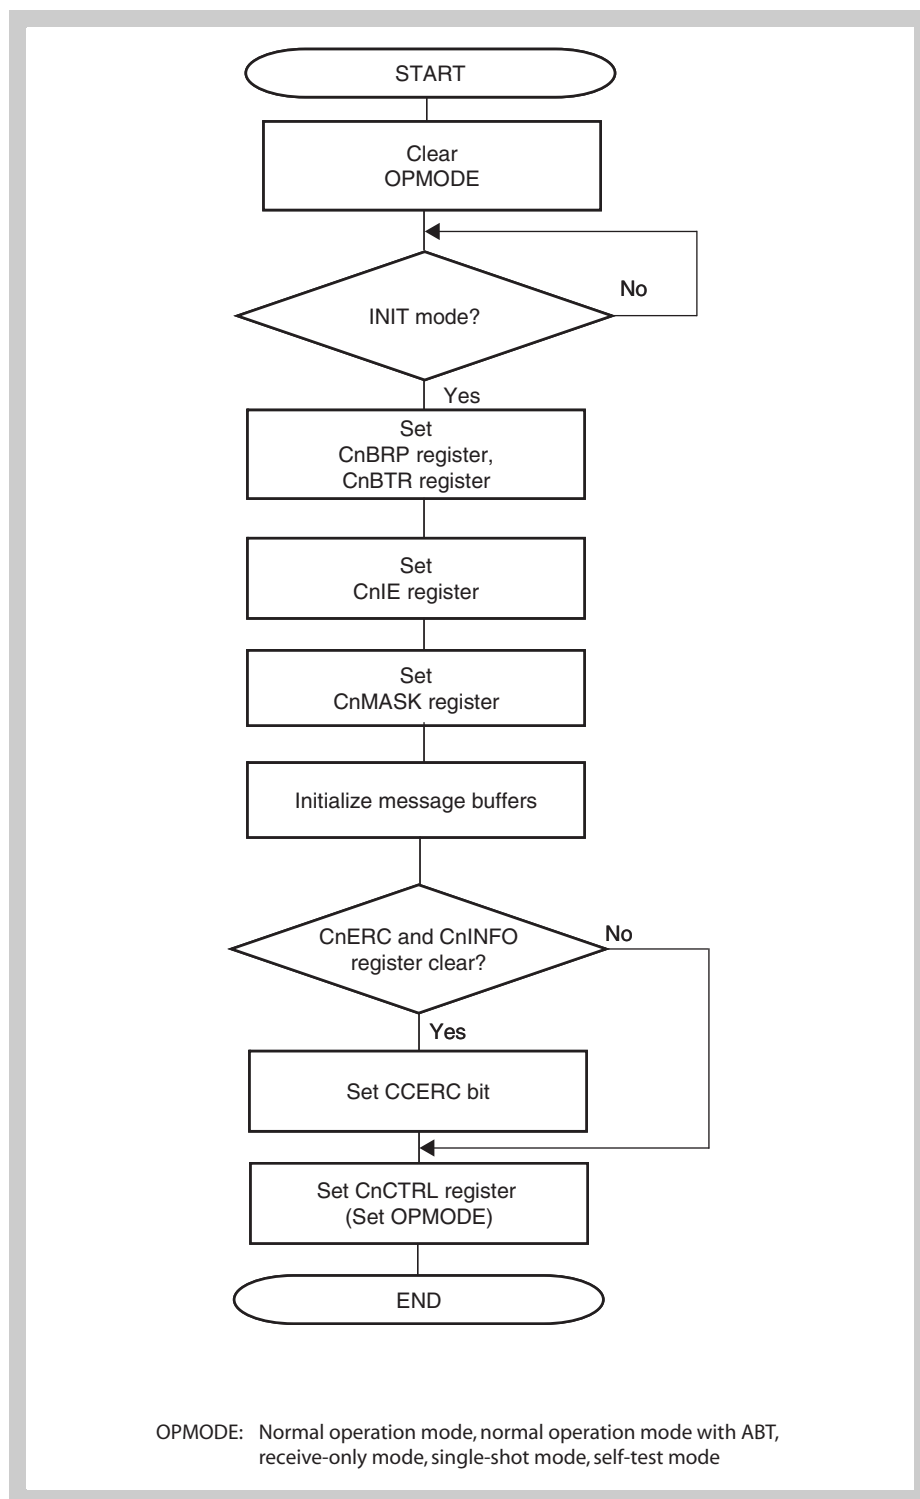 START
Clear
OPMODE
No
INIT mode?
Yes
Set
CnBRP register,
CnBTR register
Set
CnIE register
Set
CnMASK register
Initialize message buffers
CnERC and CnINFO
register clear?
No
Yes
Set CCERC bit
Set CnCTRL register
(Set OPMODE)
END
OPMODE: Normal operation mode, normal operation mode with ABT,
receive-only mode, single-shot mode, self-test mode